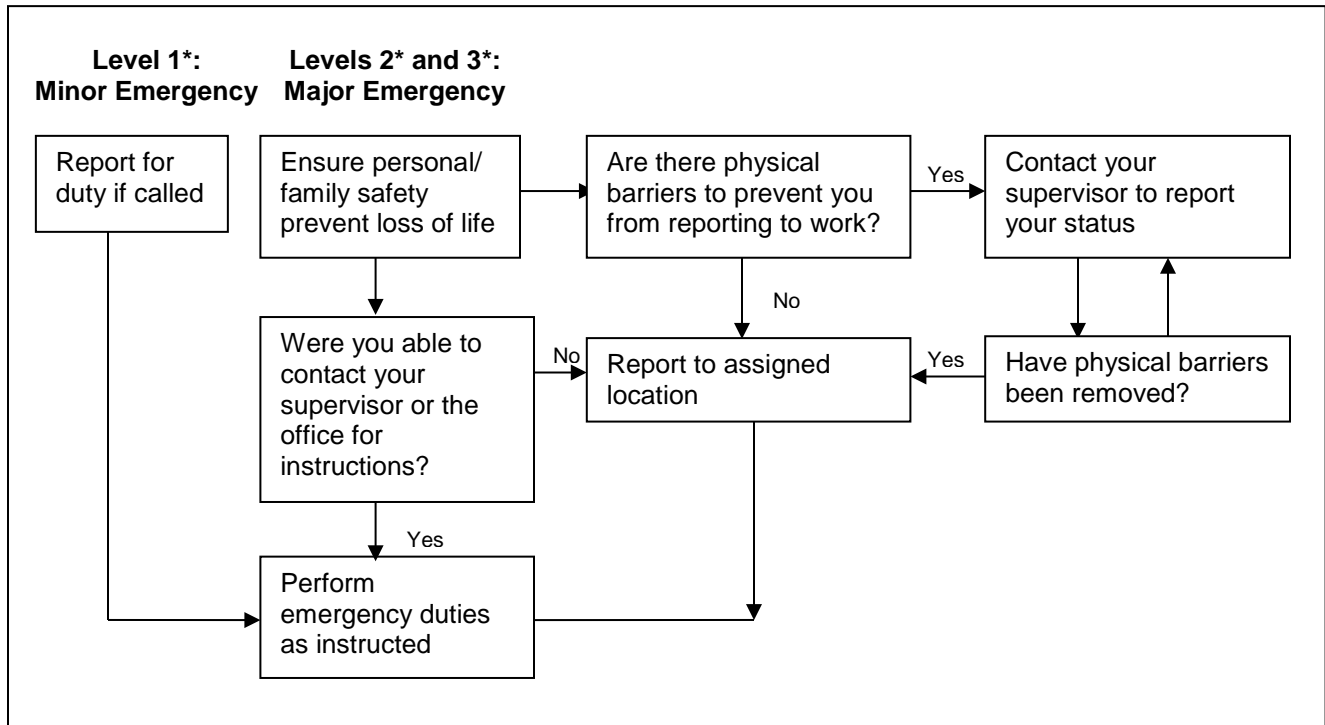 Level 1*:
Minor Emergency
Levels 2* and 3*:
Major Emergency
Report for
duty if called
Ensure personal/
family safety
prevent loss of life
Are there physical
barriers to prevent you
from reporting to work?
Yes
Contact your
supervisor to report
your status
No
Were you able to
contact your
supervisor or the
office for
instructions?
No
Report to assigned
location
Yes
Have physical barriers
been removed?
Yes
Perform
emergency duties
as instructed